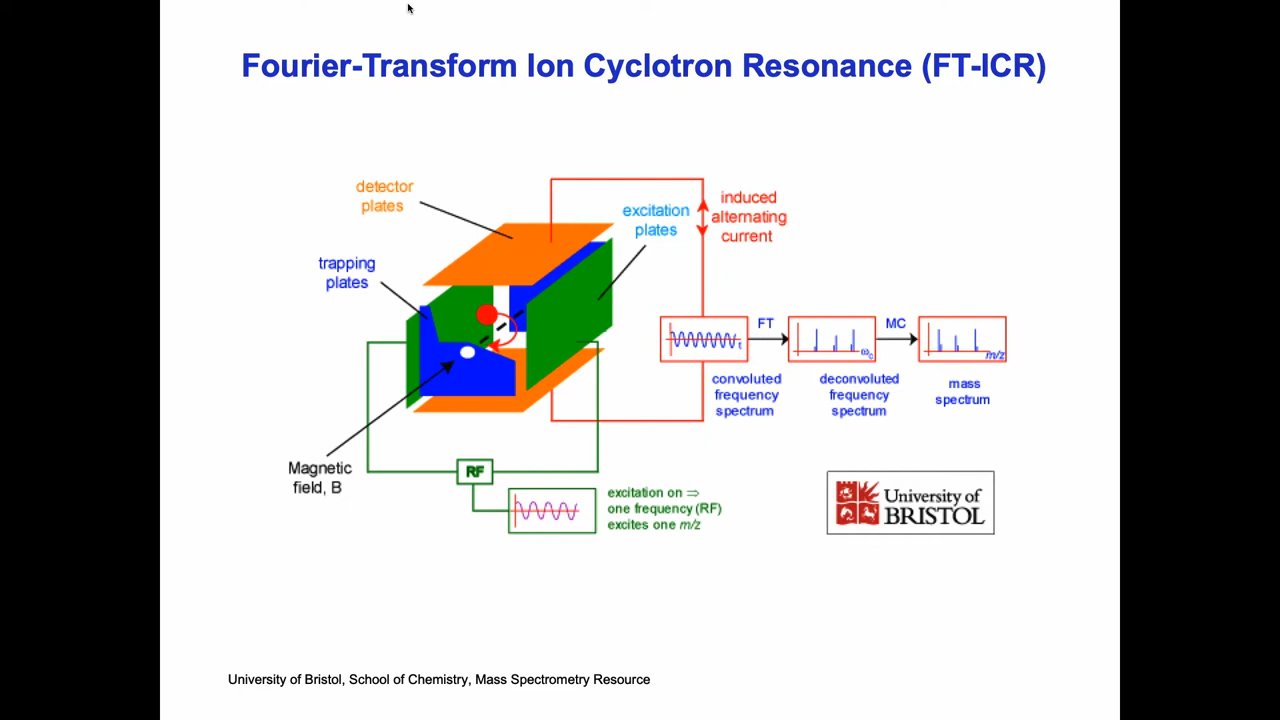 Fourier-Transform Ion Cyclotron Resonance (FT-ICR)
detector
plates
excitation
plates
induced
alternating
current
trapping
plates
FT
MC
t
ωc
m/z
convoluted
frequency
spectrum
deconvoluted
frequency
spectrum
mass
spectrum
Magnetic
field, B
RF
excitation on ⇒
one frequency (RF)
excites one m/z
University of
BRISTOL
University of Bristol, School of Chemistry, Mass Spectrometry Resource